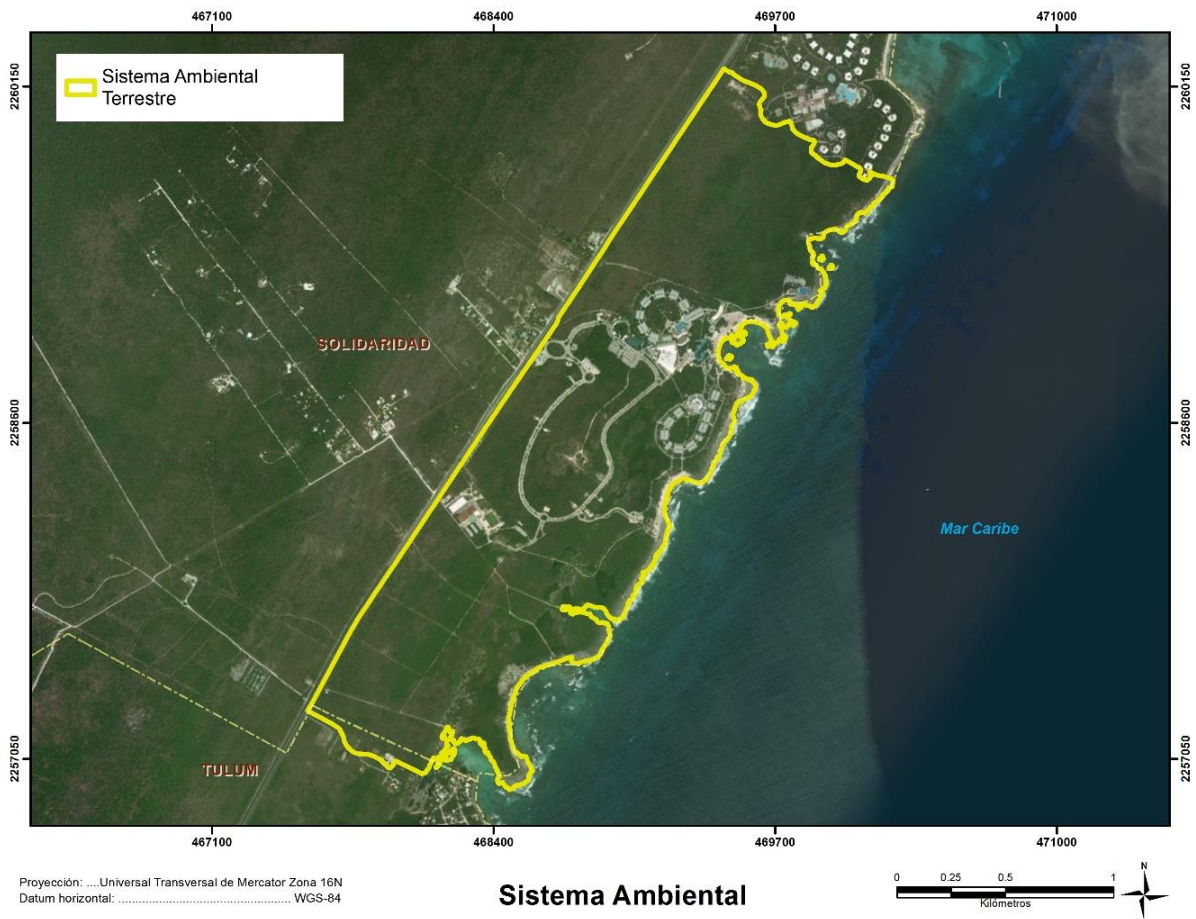 467100 468400 469700 471000
Sistema Ambiental
Terrestre
2260150 2260150
SOLIDARIDAD
2258600 2258600
Mar Caribe
2257050 2257050
TULUM
467100 468400 469700 471000
Proyección: ....Universal Transversal de Mercator Zona 16N
Datum horizontal: .................................................. WGS-84
Sistema Ambiental
0 0.25 0.5 1
Kilómetros
N